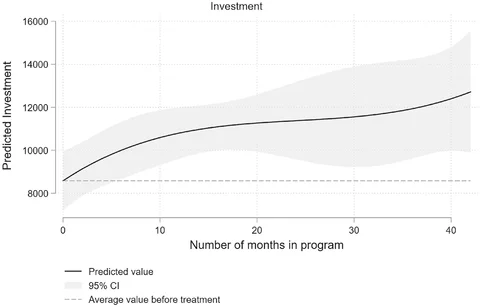 Investment
16000
14000
12000
10000
8000
Predicted Investment
0 10 20 30 40
Number of months in program
Predicted value
95% CI
Average value before treatment